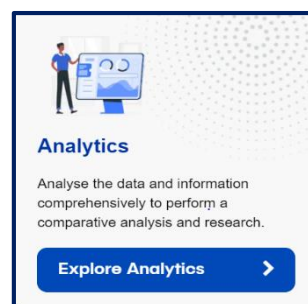 Analytics
Analyse the data and information
comprehensively to perform a
comparative analysis and research.
Explore Analytics